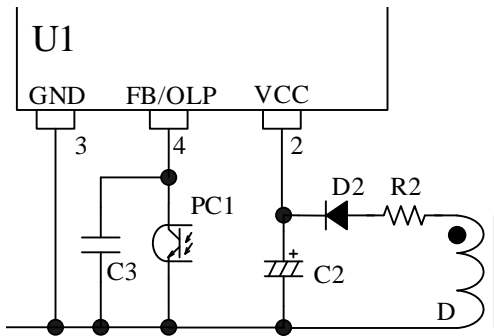 U1
GND FB/OLP VCC
3 4 2
PC1 D2 R2
C3 + C2
D